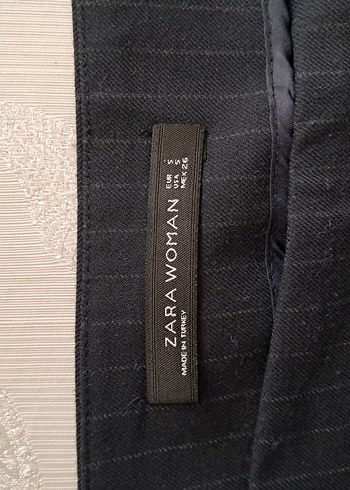 EUR S
USA S
MEX 26
ZARA WOMAN
MADE IN TURKEY